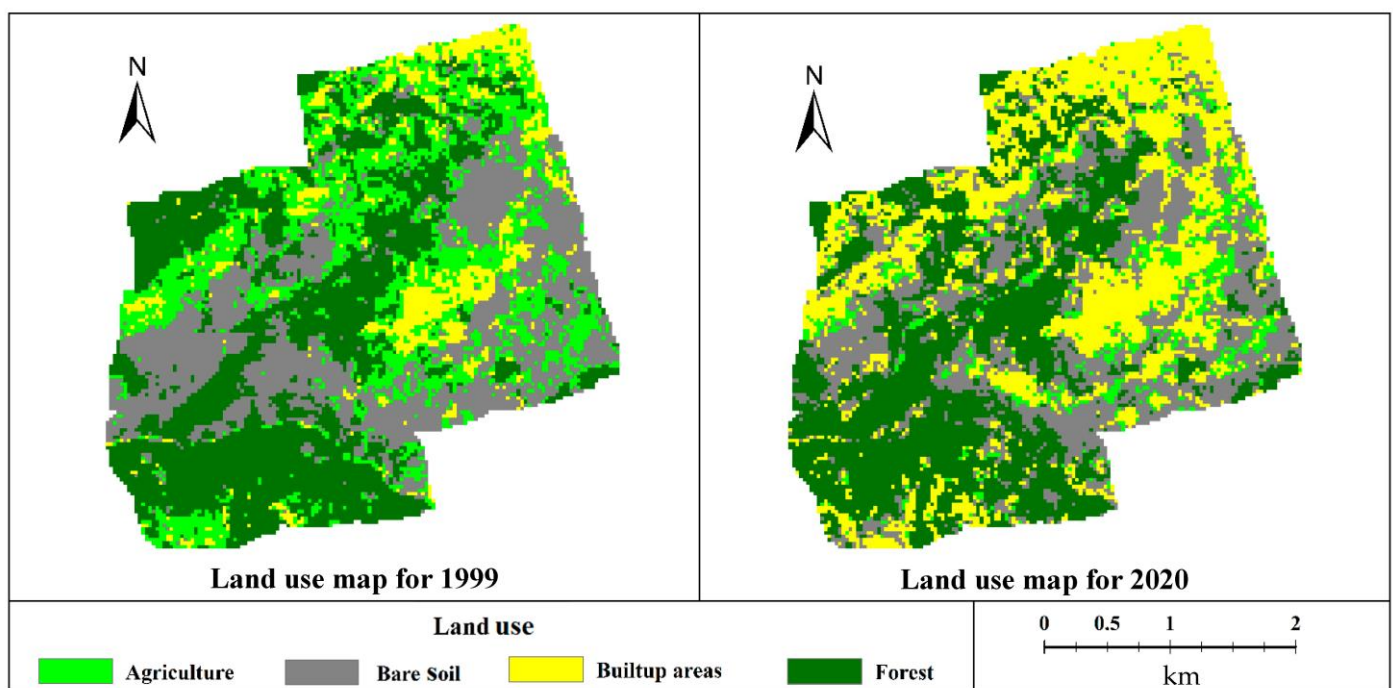 N
N
Land use map for 1999
Land use map for 2020
Land use
Agriculture
Bare Soil
Builtup areas
Forest
0 0.5 1 2
km